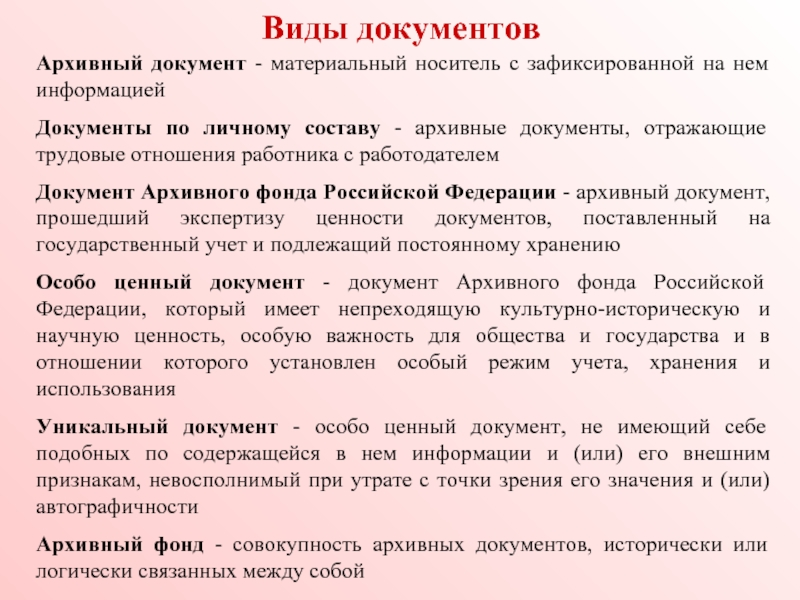 Виды документов
Архивный документ - материальный носитель с зафиксированной на нем
информацией
Документы по личному составу - архивные документы, отражающие
трудовые отношения работника с работодателем
Документ Архивного фонда Российской Федерации - архивный документ,
прошедший экспертизу ценности документов, поставленный на
государственный учет и подлежащий постоянному хранению
Особо ценный документ - документ Архивного фонда Российской
Федерации, который имеет непреходящую культурно-историческую и
научную ценность, особую важность для общества и государства и в
отношении которого установлен особый режим учета, хранения и
использования
Уникальный документ - особо ценный документ, не имеющий себе
подобных по содержащейся в нем информации и (или) его внешним
признакам, невосполнимый при утрате с точки зрения его значения и (или)
автографичности
Архивный фонд - совокупность архивных документов, исторически или
логически связанных между собой